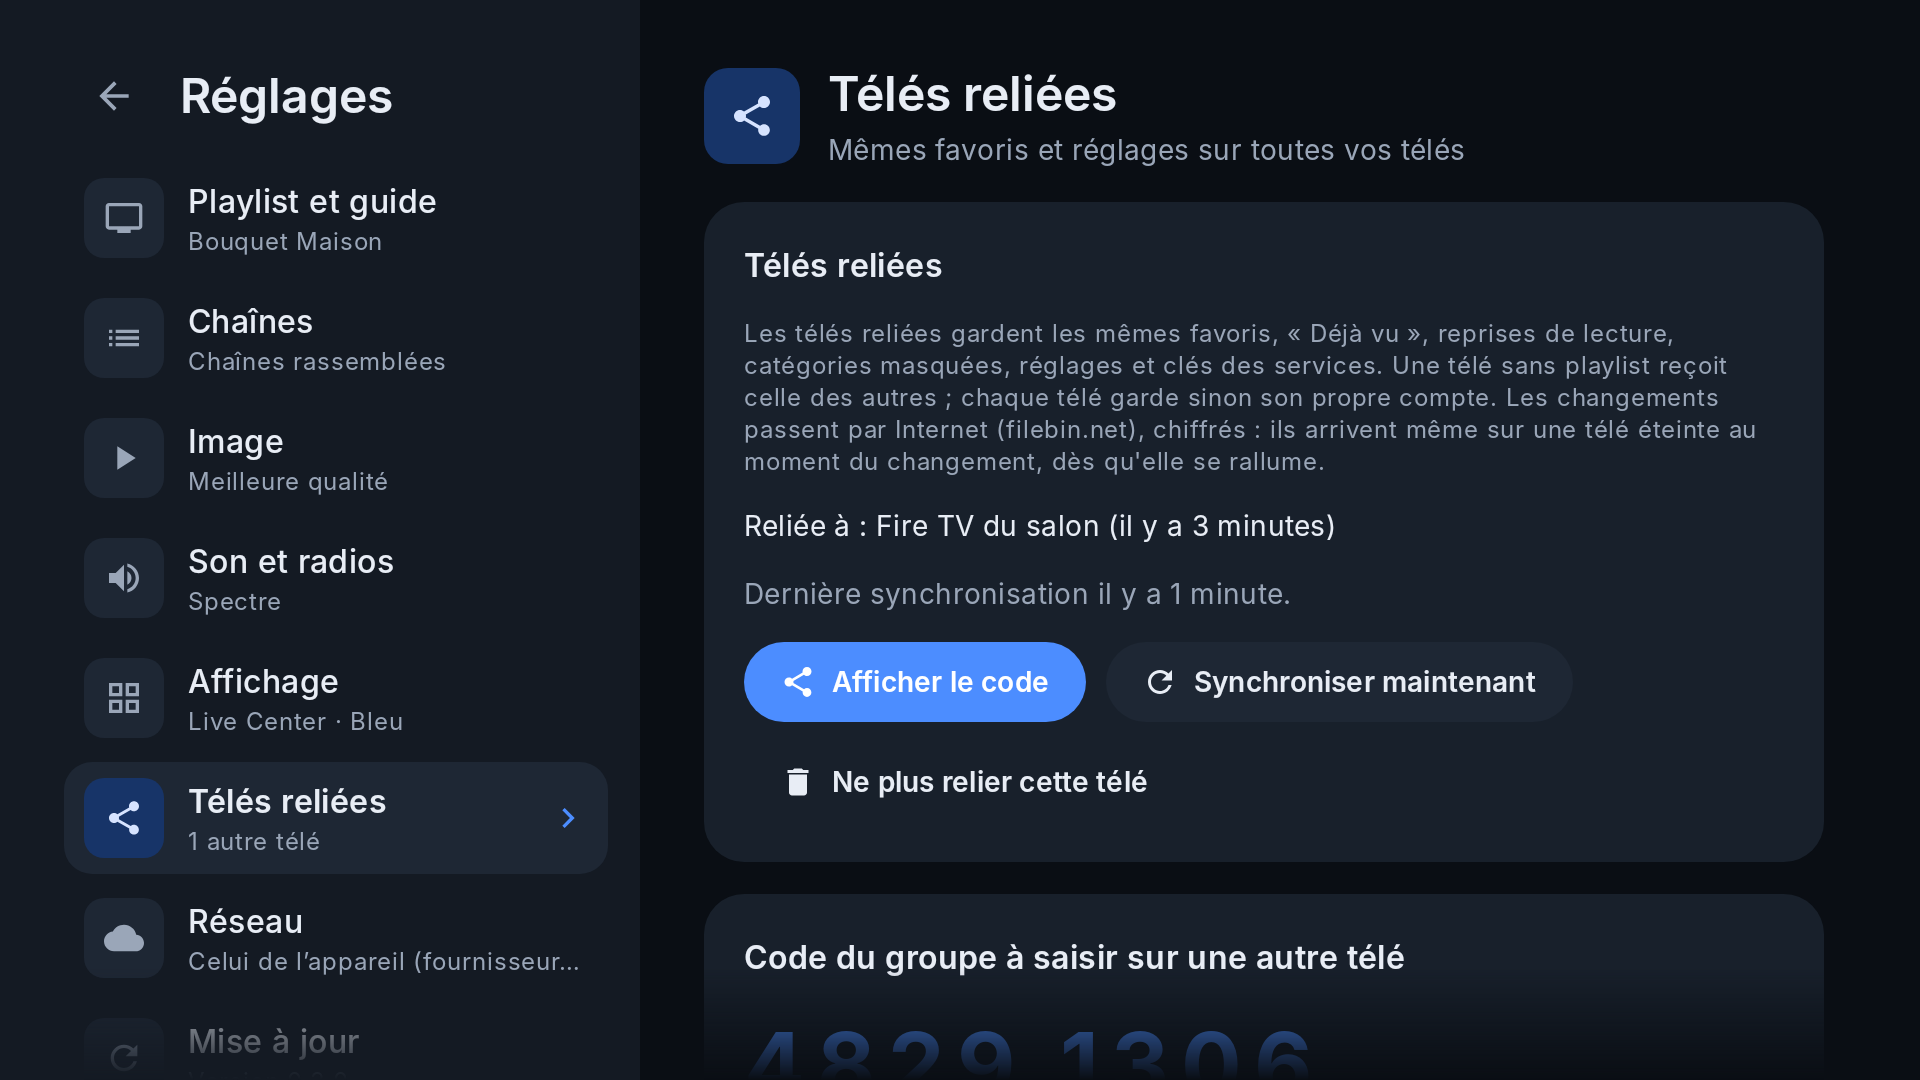 Réglages
Playlist et guide
Bouquet Maison
Chaînes
Chaînes rassemblées
Image
Meilleure qualité
Son et radios
Spectre
Affichage
Live Center · Bleu
Téléś reliées
1 autre télé
Réseau
Celui de l’appareil (fournisseur...
Mise à jour
Télés reliées
Mêmes favoris et réglages sur toutes vos télés
Télés reliées
Les télés reliées gardent les mêmes favoris, « Déjà vu », reprises de lecture,
catégories masquées, réglages et clés des services. Une télé sans playlist reçoit
celle des autres ; chaque télé garde sinon son propre compte. Les changements
passent par Internet (filebin.net), chiffrés : ils arrivent même sur une télé éteinte au
moment du changement, dès qu'elle se rallume.
Reliée à : Fire TV du salon (il y a 3 minutes)
Dernière synchronisation il y a 1 minute.
Afficher le code
Synchroniser maintenant
Ne plus relier cette télé
Code du groupe à saisir sur une autre télé
4829 1306